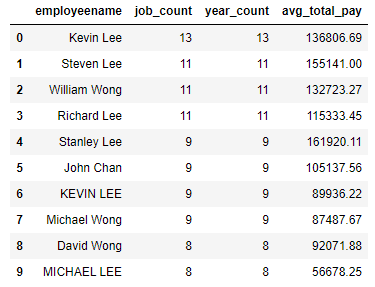 employeename job_count year_count avg_total_pay
0 Kevin Lee 13 13 136806.69
1 Steven Lee 11 11 155141.00
2 William Wong 11 11 132723.27
3 Richard Lee 11 11 115333.45
4 Stanley Lee 9 9 161920.11
5 John Chan 9 9 105137.56
6 KEVIN LEE 9 9 89936.22
7 Michael Wong 9 9 87487.67
8 David Wong 8 8 92071.88
9 MICHAEL LEE 8 8 56678.25